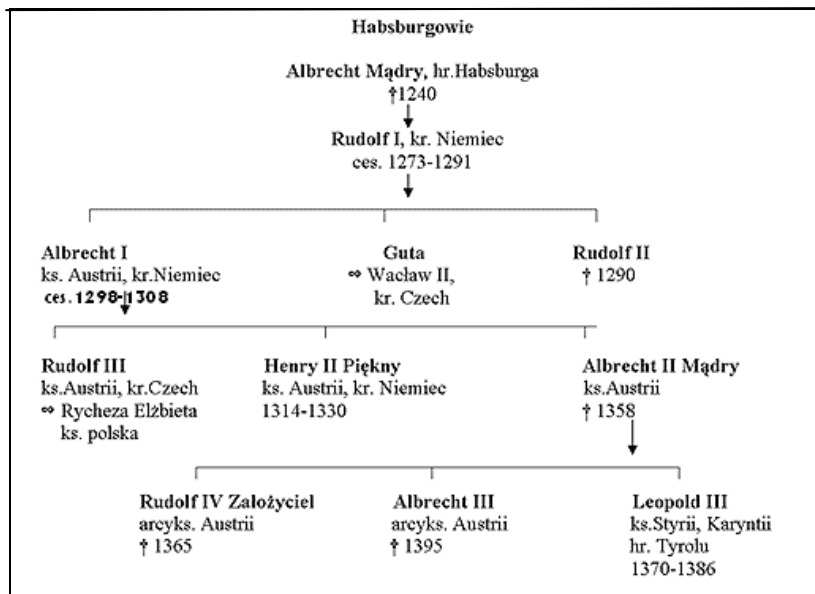 Habsburgowie
Albrecht Mądry, hr.Habsburga
†1240
Rudolf I, kr. Niemiec
ces. 1273-1291
Albrecht I
ks. Austrii, kr.Niemiec
ces. 1298-1308
Guta
∞ Wacław II,
kr. Czech
Rudolf II
† 1290
Rudolf III
ks.Austrii, kr.Czech
∞ Rycheza Elżbieta
ks. polska
Henry II Piękny
ks. Austrii, kr. Niemiec
1314-1330
Albrecht II Mądry
ks.Austrii
† 1358
Rudolf IV Założyciel
arcyks. Austrii
† 1365
Albrecht III
arcyks. Austrii
† 1395
Leopold III
ks.Styrii, Karyntii
hr. Tyrolu
1370-1386